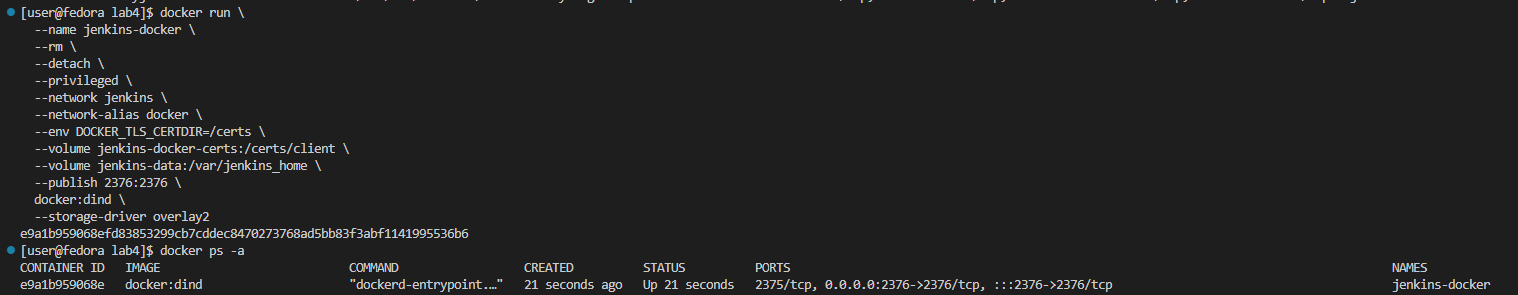 [user@fedora lab4]$ docker run \
--name jenkins-docker \
--rm \
--detach \
--privileged \
--network jenkins \
--network-alias docker \
--env DOCKER_TLS_CERTDIR=/certs \
--volume jenkins-docker-certs:/certs/client \
--volume jenkins-data:/var/jenkins_home \
--publish 2376:2376 \
docker:dind \
--storage-driver overlay2
e9a1b959068efd83853299cb7cddec8470273768ad5bb83f3abf1141995536b6
[user@fedora lab4]$ docker ps -a
CONTAINER ID IMAGE COMMAND CREATED STATUS PORTS NAMES
e9a1b959068e docker:dind "dockerd-entrypoint.…" 21 seconds ago Up 21 seconds 2375/tcp, 0.0.0.0:2376->2376/tcp, :::2376->2376/tcp jenkins-docker